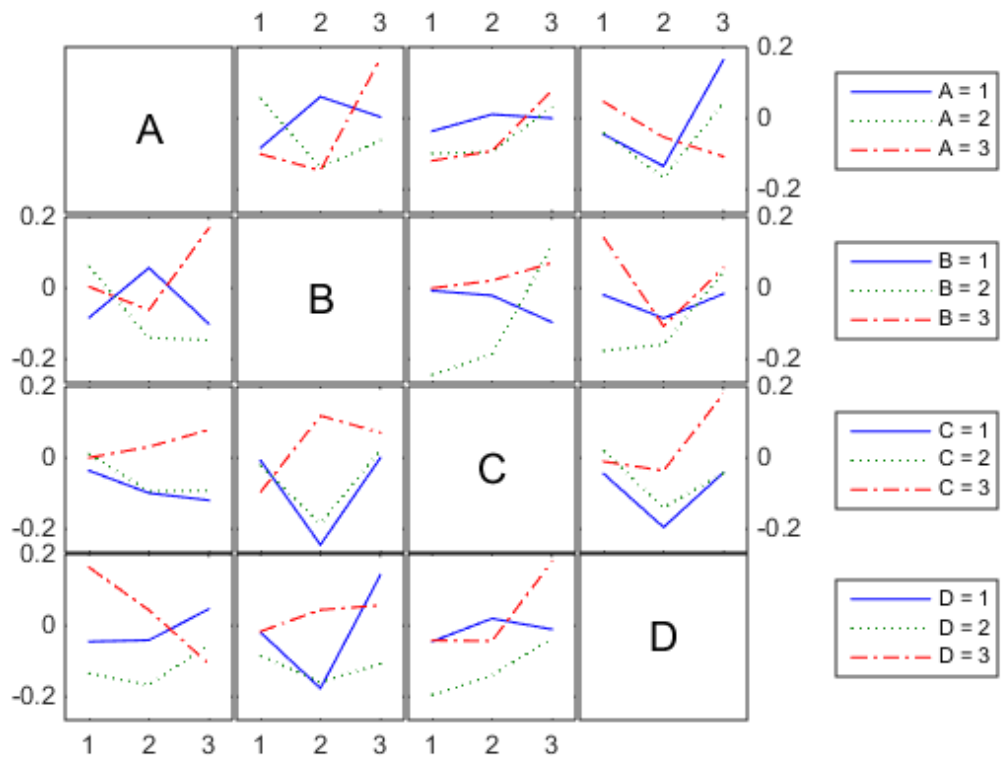 1 2 3 1 2 3 1 2 3
A
0.2
0
-0.2
A = 1
A = 2
A = 3
0.2
0
-0.2
B
0.2
0
-0.2
B = 1
B = 2
B = 3
0.2
0
-0.2
C
0.2
0
-0.2
C = 1
C = 2
C = 3
0.2
0
-0.2
D
D = 1
D = 2
D = 3
1 2 3 1 2 3 1 2 3